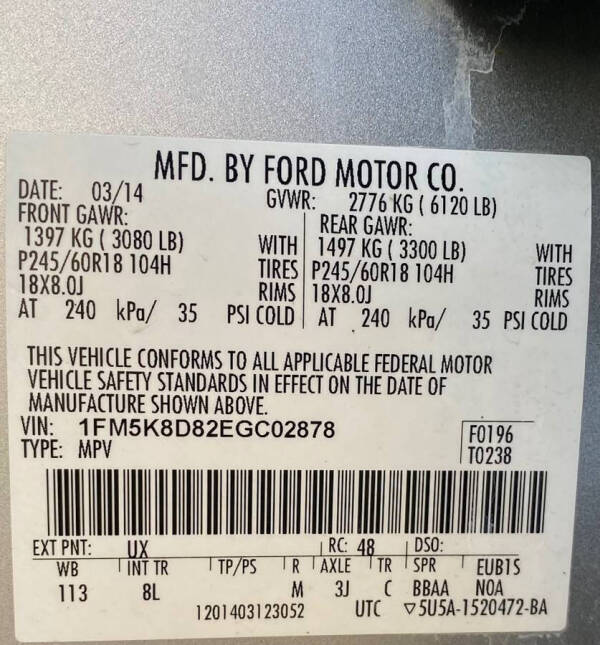 MFD. BY FORD MOTOR CO.
DATE: 03/14 GVWR: 2776 KG ( 6120 LB)
FRONT GAWR: REAR GAWR:
1397 KG ( 3080 LB) WITH 1497 KG ( 3300 LB) WITH
P245/60R18 104H TIRES P245/60R18 104H TIRES
18X8.0J RIMS 18X8.0J RIMS
AT 240 kPa/ 35 PSI COLD AT 240 kPa/ 35 PSI COLD
THIS VEHICLE CONFORMS TO ALL APPLICABLE FEDERAL MOTOR
VEHICLE SAFETY STANDARDS IN EFFECT ON THE DATE OF
MANUFACTURE SHOWN ABOVE.
VIN: 1FM5K8D82EGC02878 F0196
TYPE: MPV T0238
EXT PNT: UX RC: 48 DSO:
WB INT TR TP/PS R AXLE TR SPR EUB1S
113 8L M 3J C BBAA NOA
1201403123052 UTC ▽5U5A-1520472-BA